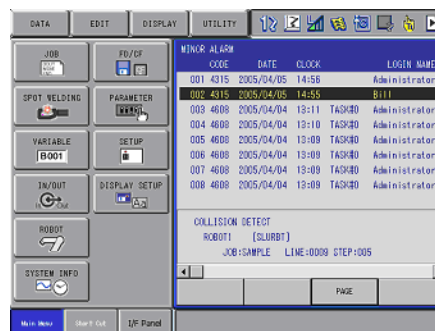 DATA EDIT DISPLAY UTILITY
JOB
FD/CF
SPOT WELDING
PARAMETER
VARIABLE
B001
SETUP
IN/OUT
In Out
DISPLAY SETUP
ROBOT
SYSTEM INFO
MINOR ALARM
CODE DATE CLOCK LOGIN NAME
001 4315 2005/04/05 14:56 Administrator
002 4315 2005/04/05 14:55 Bill
003 4608 2005/04/04 13:11 TASK#0 Administrator
004 4608 2005/04/04 13:10 TASK#0 Administrator
005 4608 2005/04/04 13:09 TASK#0 Administrator
006 4608 2005/04/04 13:09 TASK#0 Administrator
007 4608 2005/04/04 13:09 TASK#0 Administrator
008 4608 2005/04/04 13:09 TASK#0 Administrator
COLLISION DETECT
ROBOT1 [SLURBT]
JOB:SAMPLE LINE:0009 STEP:005
PAGE
Main Menu Short Cut I/F Panel